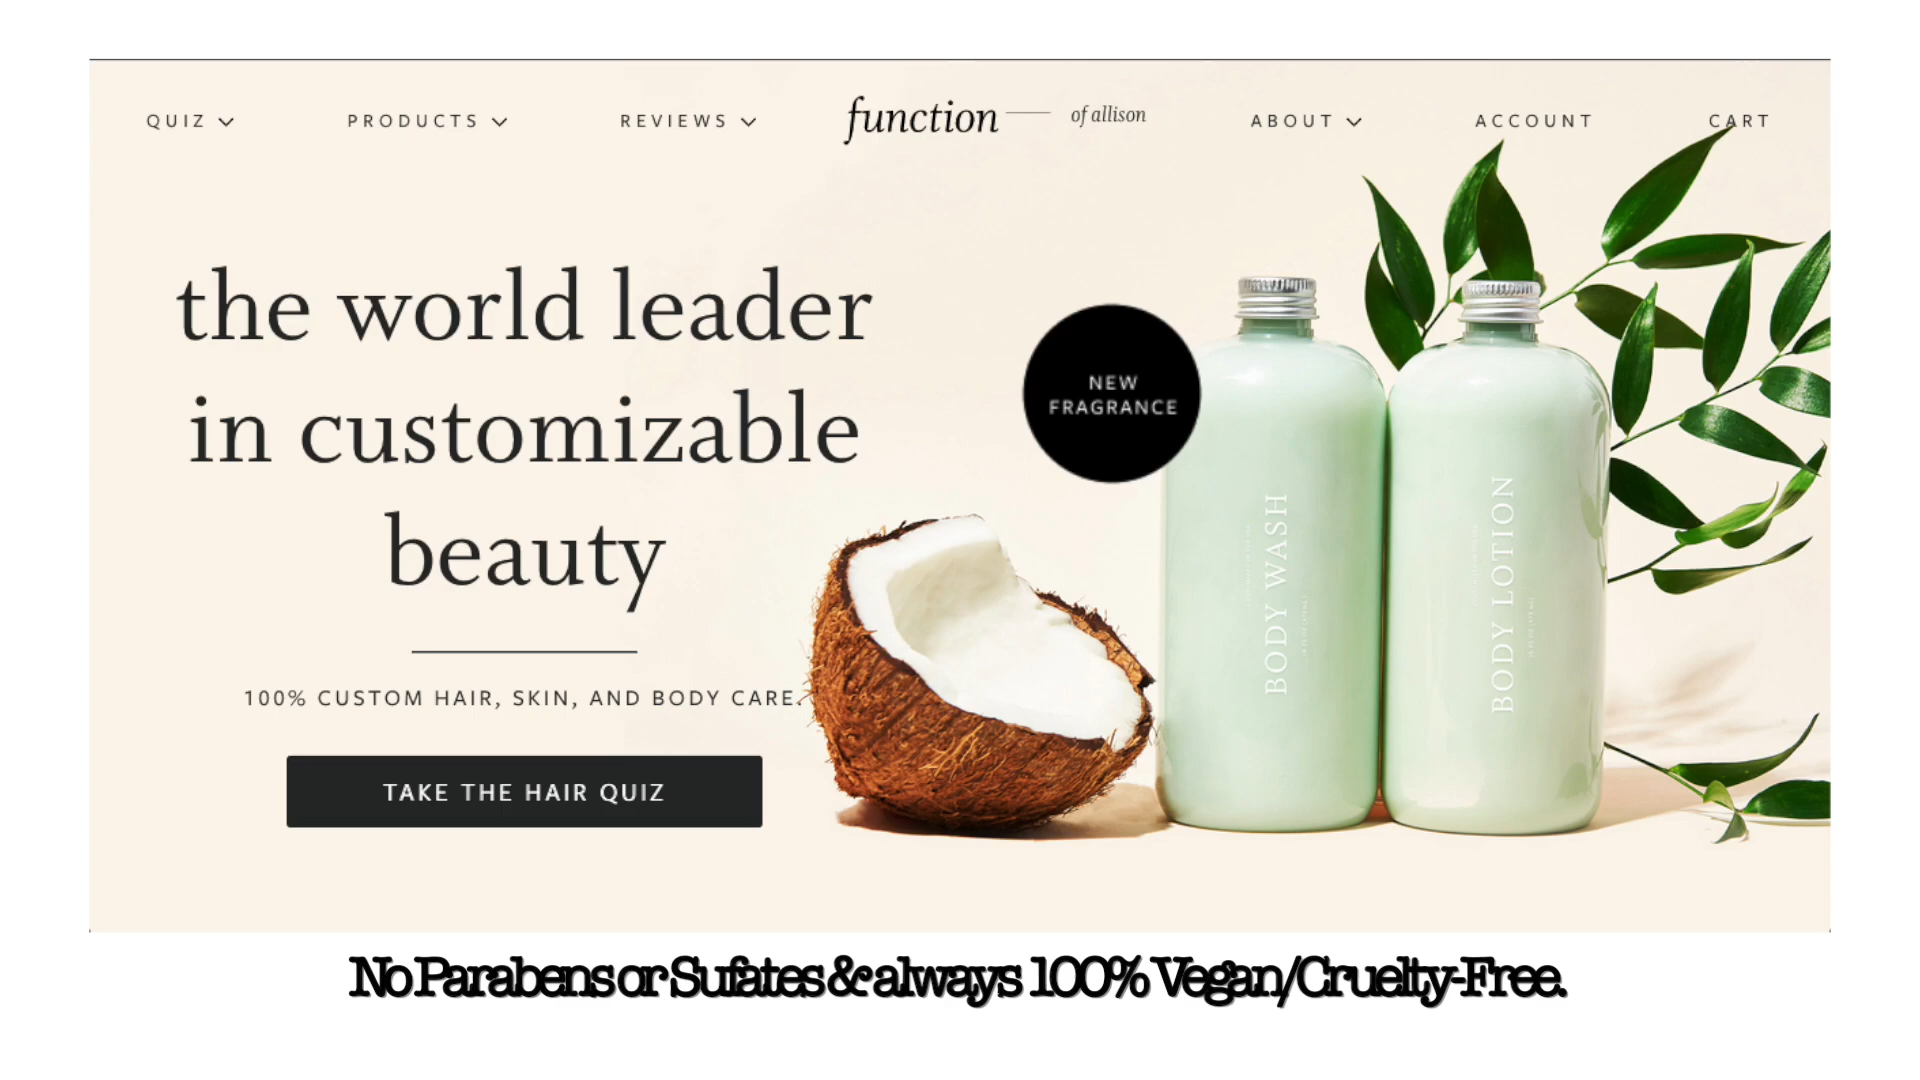 QUIZ PRODUCTS REVIEWS function — of allison ABOUT ACCOUNT CART
the world leader
in customizable
beauty
100% CUSTOM HAIR, SKIN, AND BODY CARE.
TAKE THE HAIR QUIZ
NEW
FRAGRANCE
BODY WASH
BODY LOTION
No Parabens or Sufates & always 100% Vegan/Cruelty-Free.